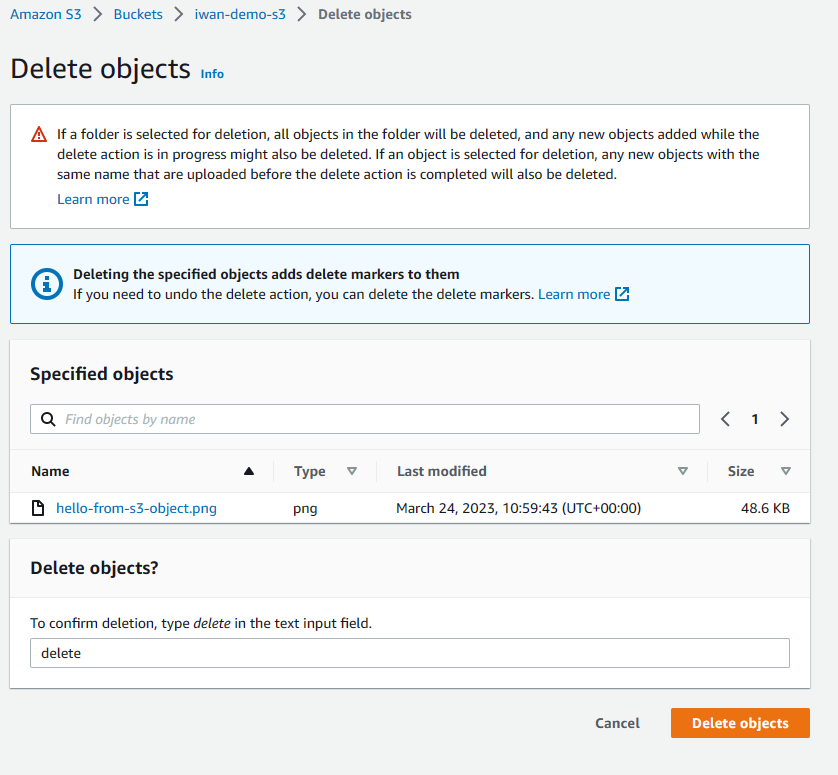 Amazon S3 > Buckets > iwan-demo-s3 > Delete objects
Delete objects Info
If a folder is selected for deletion, all objects in the folder will be deleted, and any new objects added while the
delete action is in progress might also be deleted. If an object is selected for deletion, any new objects with the
same name that are uploaded before the delete action is completed will also be deleted.
Learn more
Deleting the specified objects adds delete markers to them
If you need to undo the delete action, you can delete the delete markers. Learn more
Specified objects
Find objects by name
1
Name Type Last modified Size
hello-from-s3-object.png png March 24, 2023, 10:59:43 (UTC+00:00) 48.6 KB
Delete objects?
To confirm deletion, type delete in the text input field.
delete
Cancel Delete objects